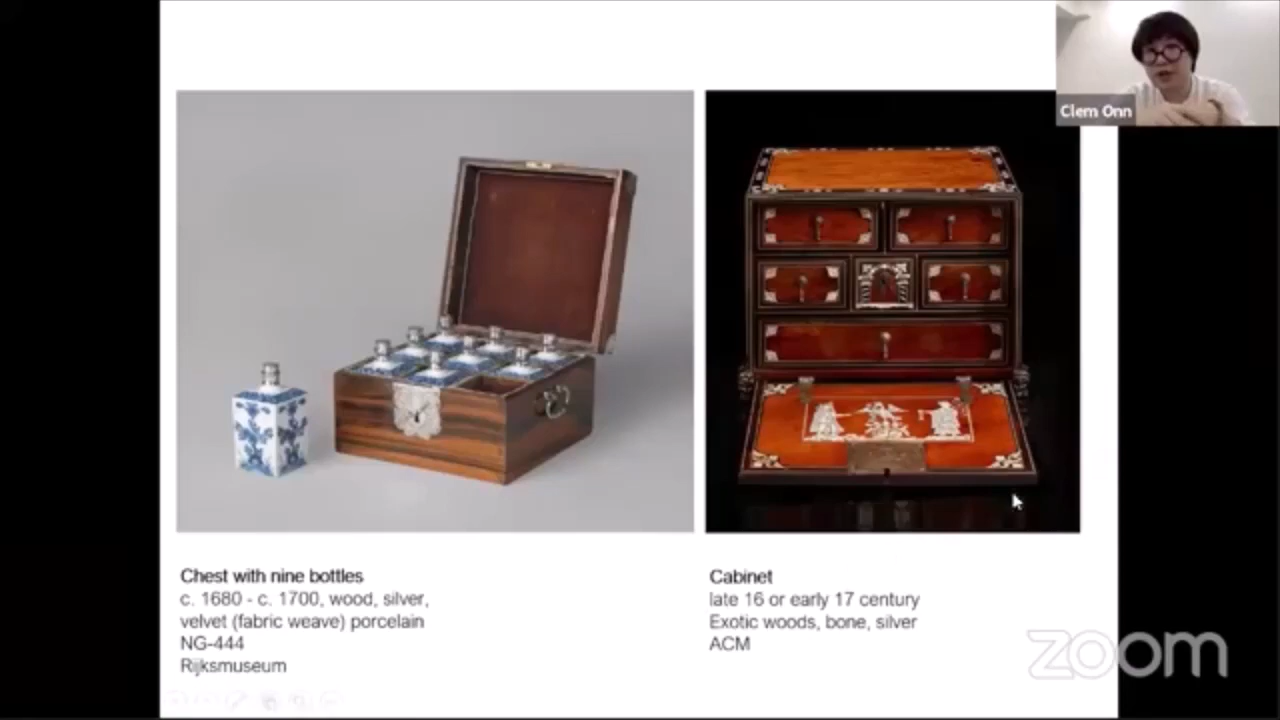 Clem Onn
Chest with nine bottles
c. 1680 - c. 1700, wood, silver,
velvet (fabric weave) porcelain
NG-444
Rijksmuseum
Cabinet
late 16 or early 17 century
Exotic woods, bone, silver
ACM
zoom